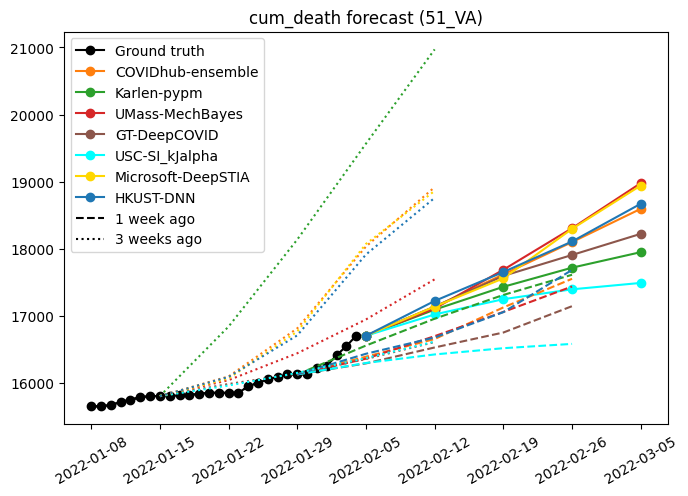 cum_death forecast (51_VA)
21000
20000
19000
18000
17000
16000
Ground truth
COVIDhub-ensemble
Karlen-pypm
UMass-MechBayes
GT-DeepCOVID
USC-SI_kJalpha
Microsoft-DeepSTIA
HKUST-DNN
1 week ago
3 weeks ago
2022-01-08
2022-01-15
2022-01-22
2022-01-29
2022-02-05
2022-02-12
2022-02-19
2022-02-26
2022-03-05